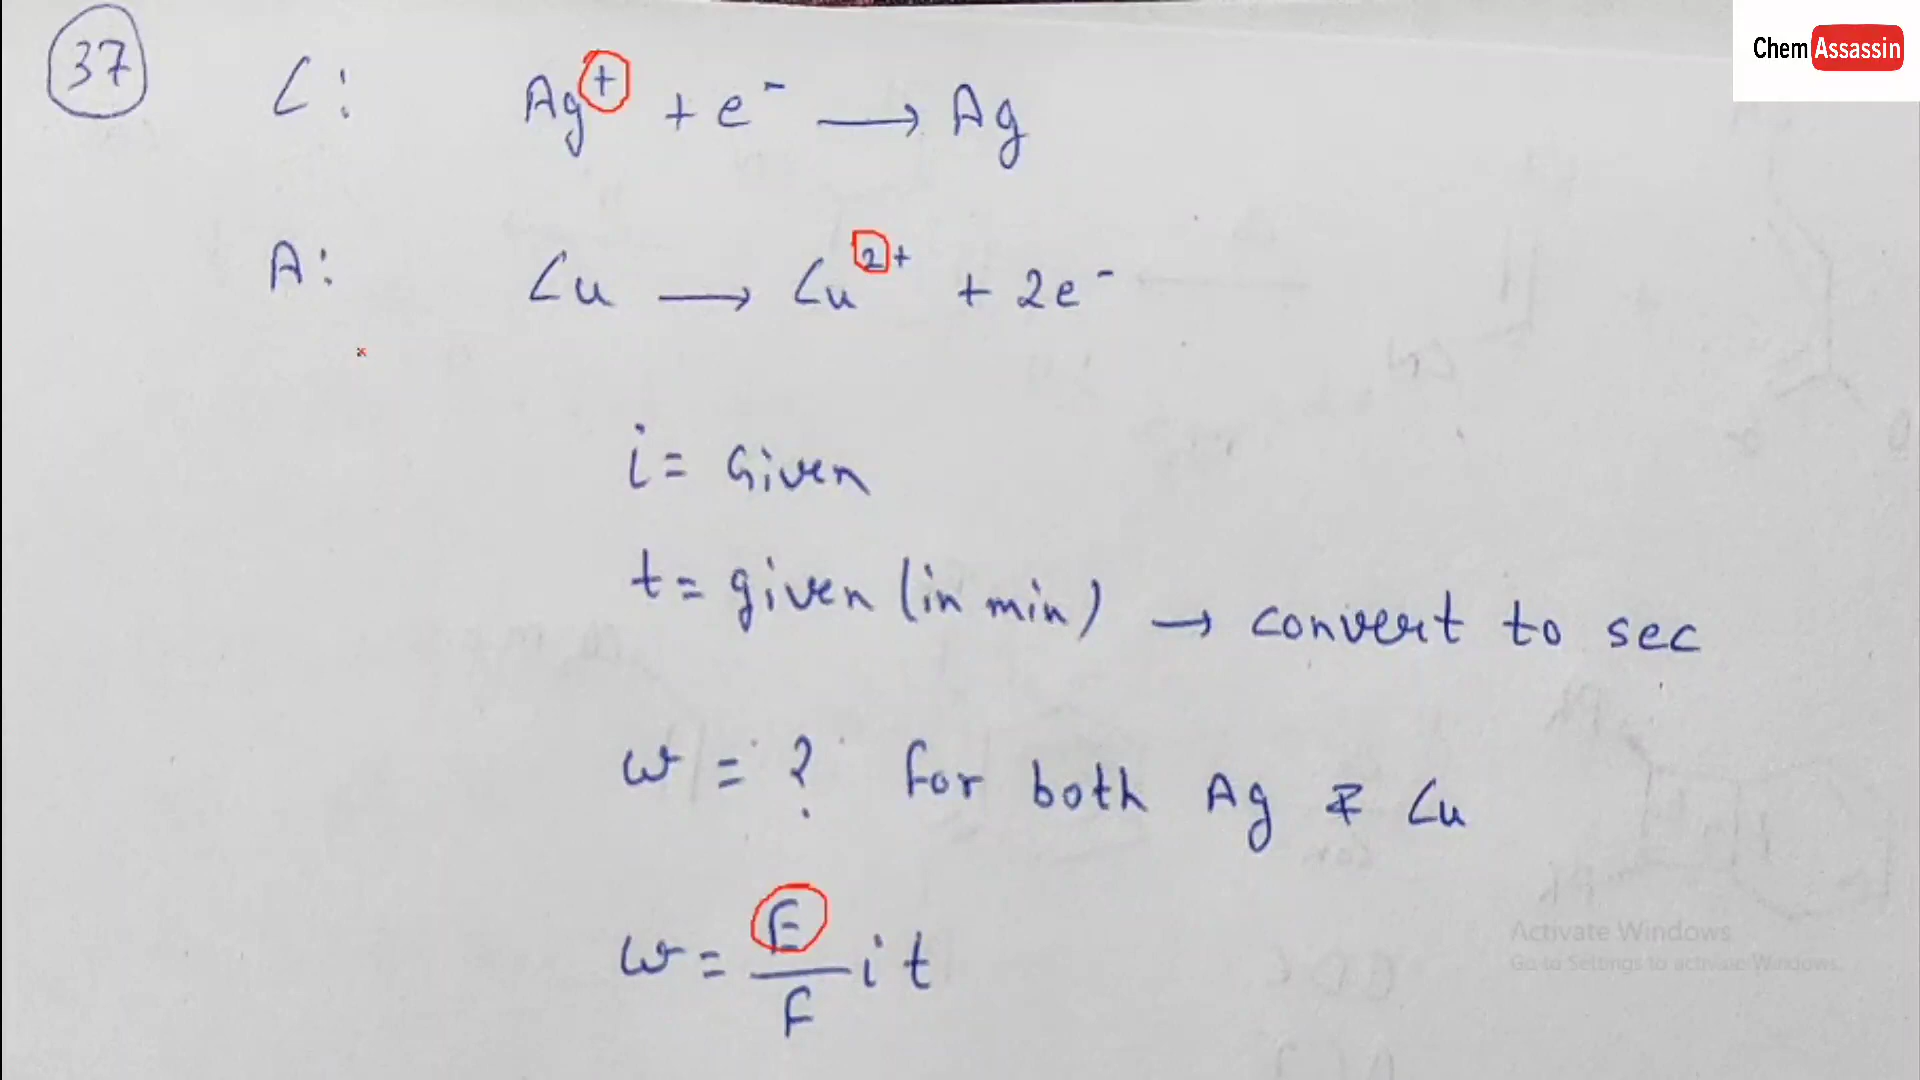 Chem Assassin
37
C: Ag⁺ + e⁻ ⟶ Ag
A: Cu ⟶ Cu²⁺ + 2e⁻
i = Given
t = given (in min) → convert to sec
w = ? for both Ag & Cu
w = E/F i t
Activate Windows
Go to Settings to activate Windows.